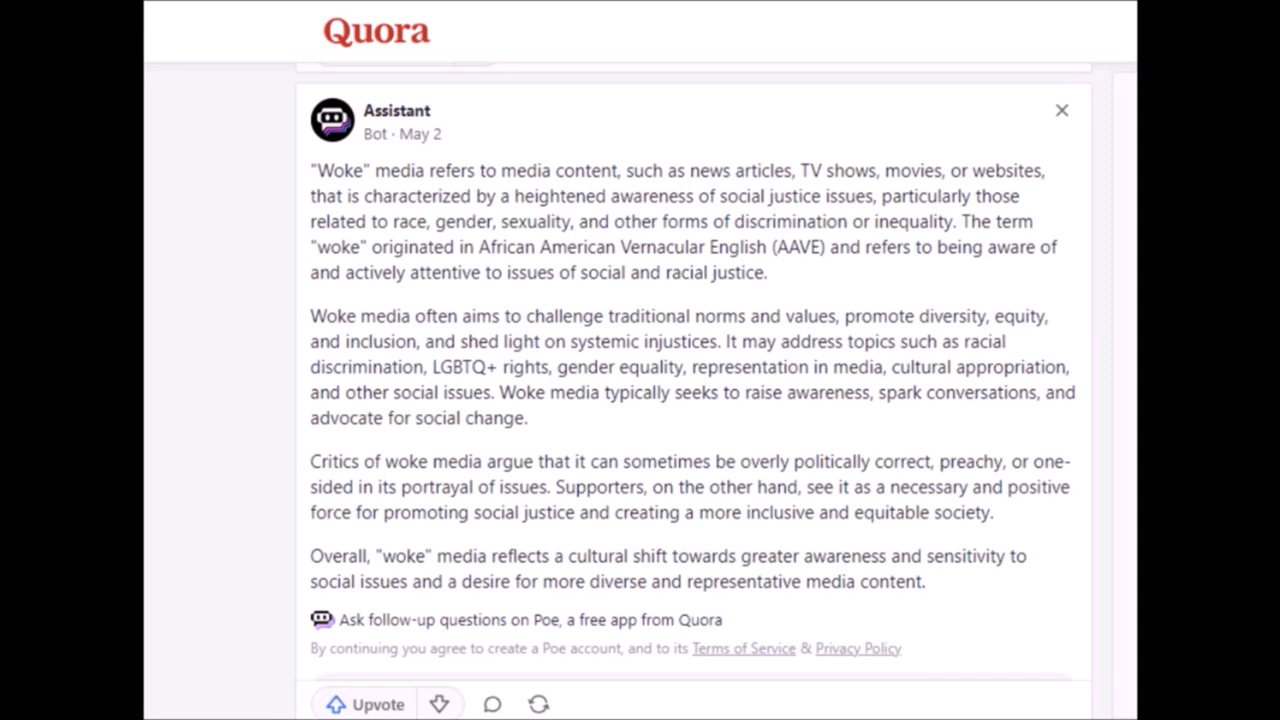 Quora
Assistant
Bot · May 2
"Woke" media refers to media content, such as news articles, TV shows, movies, or websites,
that is characterized by a heightened awareness of social justice issues, particularly those
related to race, gender, sexuality, and other forms of discrimination or inequality. The term
"woke" originated in African American Vernacular English (AAVE) and refers to being aware of
and actively attentive to issues of social and racial justice.
Woke media often aims to challenge traditional norms and values, promote diversity, equity,
and inclusion, and shed light on systemic injustices. It may address topics such as racial
discrimination, LGBTQ+ rights, gender equality, representation in media, cultural appropriation,
and other social issues. Woke media typically seeks to raise awareness, spark conversations, and
advocate for social change.
Critics of woke media argue that it can sometimes be overly politically correct, preachy, or one-
sided in its portrayal of issues. Supporters, on the other hand, see it as a necessary and positive
force for promoting social justice and creating a more inclusive and equitable society.
Overall, "woke" media reflects a cultural shift towards greater awareness and sensitivity to
social issues and a desire for more diverse and representative media content.
Ask follow-up questions on Poe, a free app from Quora
By continuing you agree to create a Poe account, and to its Terms of Service & Privacy Policy
Upvote